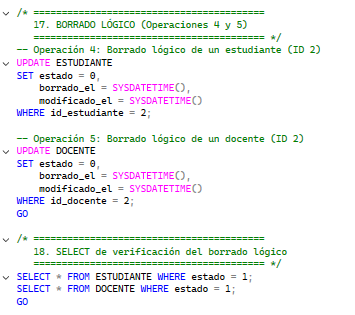 /* =====================================
17. BORRADO LÓGICO (Operaciones 4 y 5)
===================================== */
-- Operación 4: Borrado lógico de un estudiante (ID 2)
UPDATE ESTUDIANTE
SET estado = 0,
borrado_el = SYSDATETIME(),
modificado_el = SYSDATETIME()
WHERE id_estudiante = 2;
-- Operación 5: Borrado lógico de un docente (ID 2)
UPDATE DOCENTE
SET estado = 0,
borrado_el = SYSDATETIME(),
modificado_el = SYSDATETIME()
WHERE id_docente = 2;
GO
/* =====================================
18. SELECT de verificación del borrado lógico
===================================== */
SELECT * FROM ESTUDIANTE WHERE estado = 1;
SELECT * FROM DOCENTE WHERE estado = 1;
GO